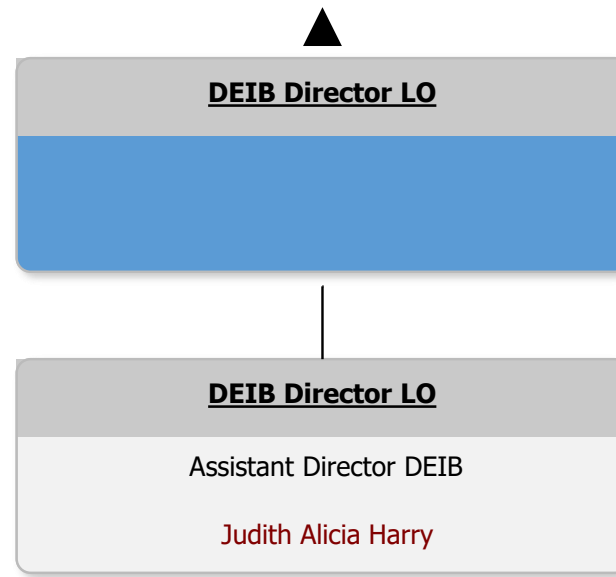 DEIB Director LO
DEIB Director LO
Assistant Director DEIB
Judith Alicia Harry